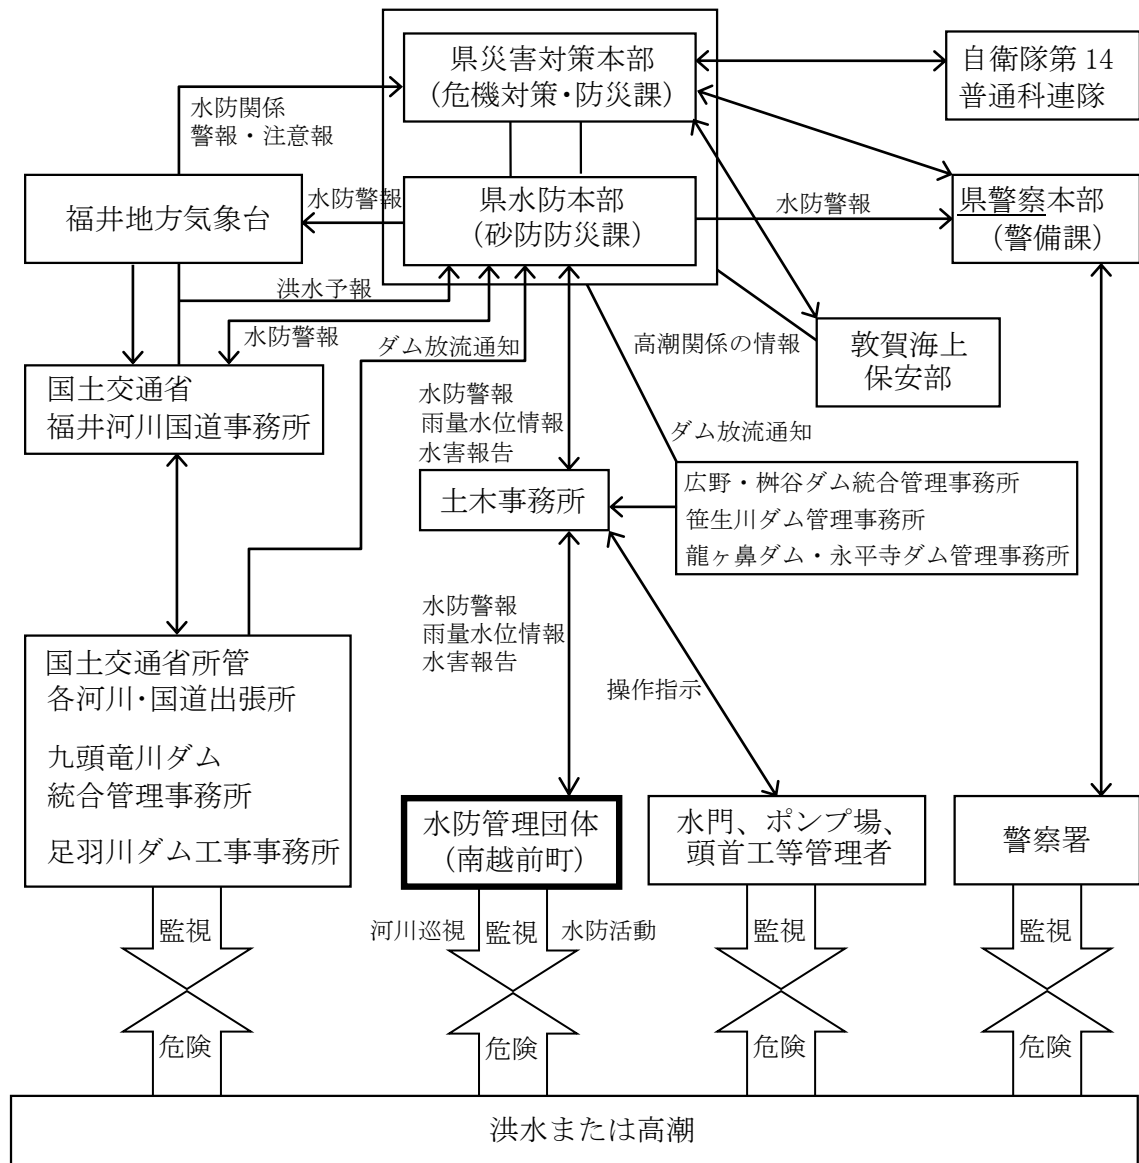 県災害対策本部
(危機対策・防災課)
自衛隊第14
普通科連隊
水防関係
警報・注意報
福井地方気象台
水防警報
県水防本部
(砂防防災課)
水防警報
県警察本部
(警備課)
洪水予報
水防警報
ダム放流通知
高潮関係の情報
敦賀海上
保安部
国土交通省
福井河川国道事務所
水防警報
雨量水位情報
水害報告
ダム放流通知
土木事務所
広野・桝谷ダム統合管理事務所
笹生川ダム管理事務所
龍ヶ鼻ダム・永平寺ダム管理事務所
水防警報
雨量水位情報
水害報告
操作指示
国土交通省所管
各河川・国道出張所
九頭竜川ダム
統合管理事務所
足羽川ダム工事事務所
水防管理団体
(南越前町)
水門、ポンプ場、
頭首工等管理者
警察署
監視
河川巡視
監視
水防活動
監視
監視
危険
危険
危険
危険
洪水または高潮